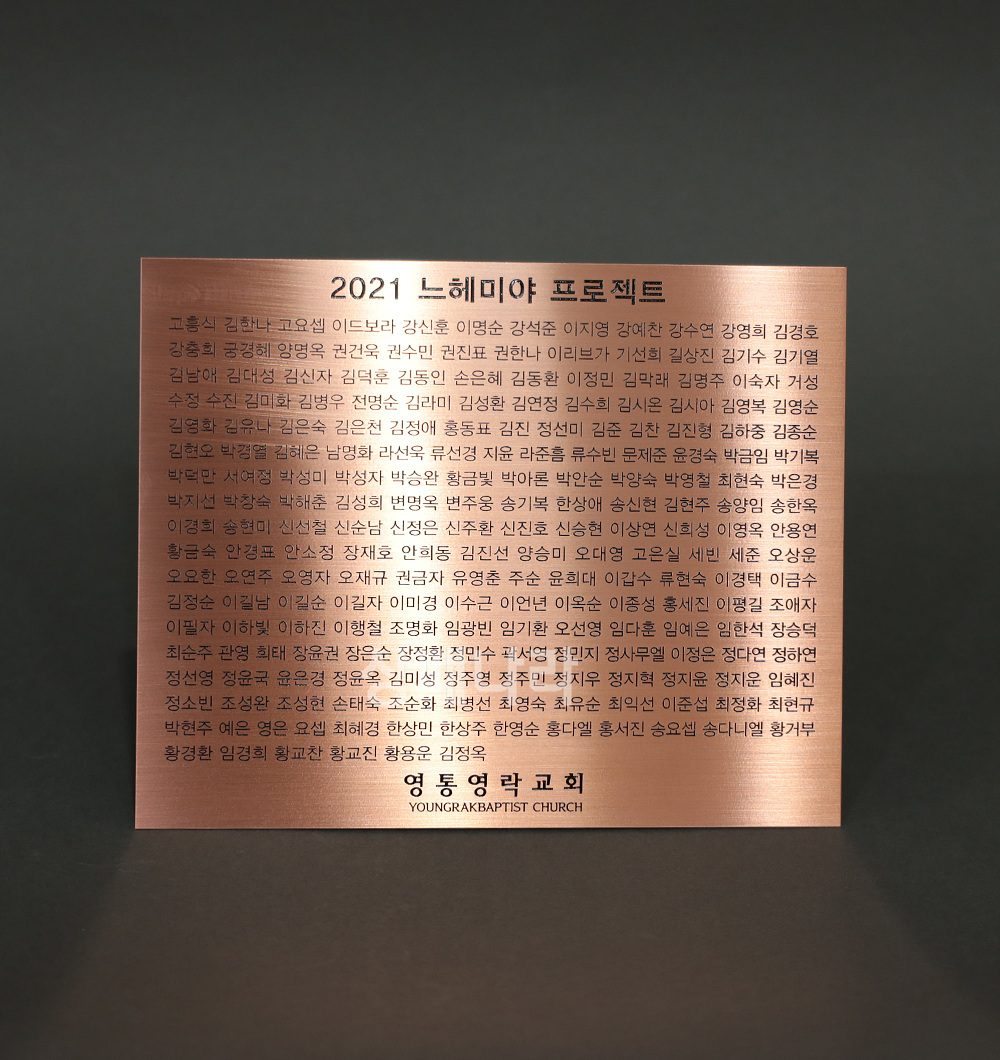 2021 느헤미야 프로젝트
고흥식 김한나 고요셉 이드보라 강신훈 이명순 강석준 이지영 강예찬 강수연 강영희 김경호
강충희 궁경혜 양명옥 권건욱 권수민 권진표 권한나 이리브가 기선희 길상진 김기수 김기열
김남애 김대성 김신자 김덕훈 김동인 손은혜 김동환 이정민 김막래 김명주 이숙자 거성
수정 수진 김미화 김병우 전명순 김라미 김성환 김연정 김수희 김시온 김시아 김영복 김영순
김영화 김유나 김은숙 김은천 김정애 홍동표 김진 정선미 김준 김찬 김진형 김하중 김종순
김현오 박경열 김혜은 남명화 라선욱 류선경 지윤 라준흠 류수빈 문제준 윤경숙 박금임 박기복
박덕만 서여정 박성미 박성자 박승완 황금빛 박아론 박안순 박양숙 박영철 최현숙 박은경
박지선 박창숙 박해춘 김성희 변명옥 변주웅 송기복 한상애 송신현 김현주 송양임 송한옥
이경희 송현미 신선철 신순남 신정은 신주환 신진호 신승현 이상연 신희성 이영옥 안용연
황금숙 안경표 안소정 장재호 안희동 김진선 양승미 오대영 고은실 세빈 세준 오상운
오요한 오연주 오영자 오재규 권금자 유영춘 주순 윤희대 이갑수 류현숙 이경택 이금수
김정순 이길남 이길순 이길자 이미경 이수근 이언년 이옥순 이종성 홍세진 이평길 조애자
이필자 이하빛 이하진 이행철 조명화 임광빈 임기환 오선영 임다훈 임예은 임한석 장승덕
최순주 관영 희태 장윤권 장은순 장정환 정민수 곽서영 정민지 정사무엘 이정은 정다연 정하연
정선영 정윤국 윤은경 정윤옥 김미성 정주영 정주민 정지우 정지혁 정지윤 정지운 임혜진
정소빈 조성완 조성현 손태숙 조순화 최병선 최영숙 최유순 최익선 이준섭 최정화 최현규
박현주 예은 영은 요셉 최혜경 한상민 한상주 한영순 홍다엘 홍서진 송요셉 송다니엘 황거부
황경환 임경희 황교찬 황교진 황용운 김정옥
영통영락교회
YOUNGRAKBAPTIST CHURCH